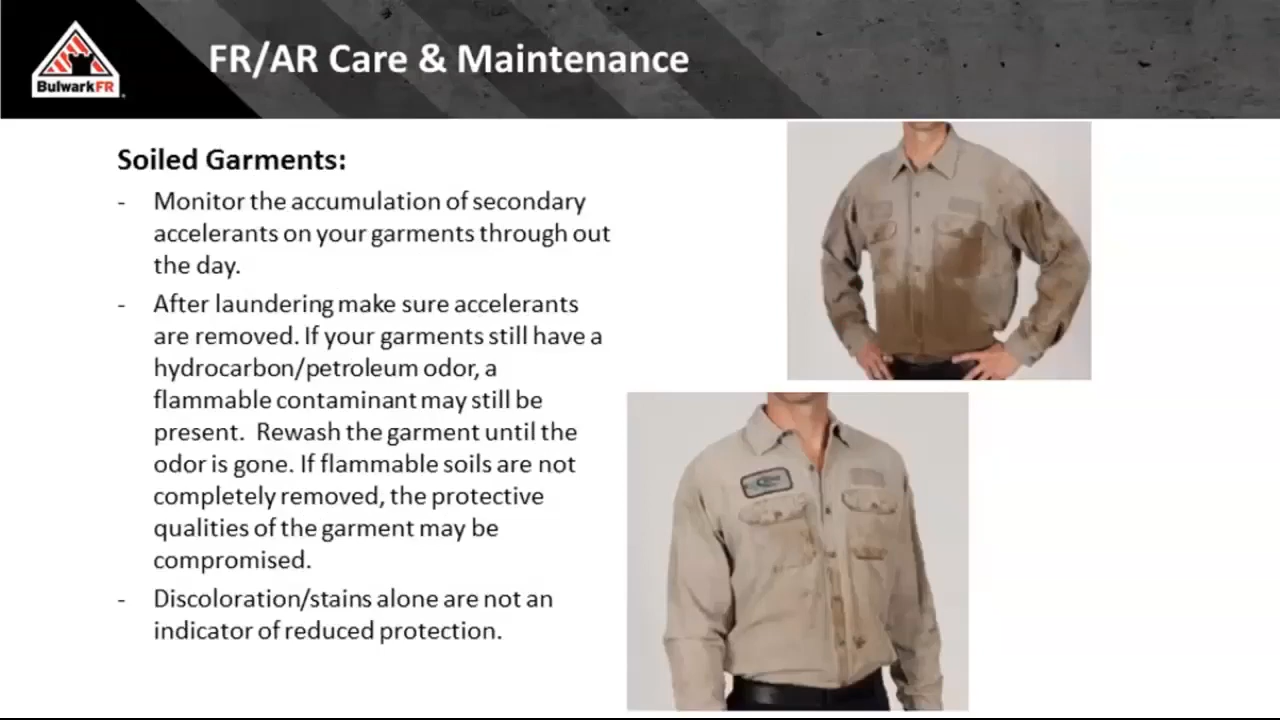 FR/AR Care & Maintenance
BulwarkFR
Soiled Garments:
- Monitor the accumulation of secondary
accelerants on your garments through out
the day.
- After laundering make sure accelerants
are removed. If your garments still have a
hydrocarbon/petroleum odor, a
flammable contaminant may still be
present. Rewash the garment until the
odor is gone. If flammable soils are not
completely removed, the protective
qualities of the garment may be
compromised.
- Discoloration/stains alone are not an
indicator of reduced protection.